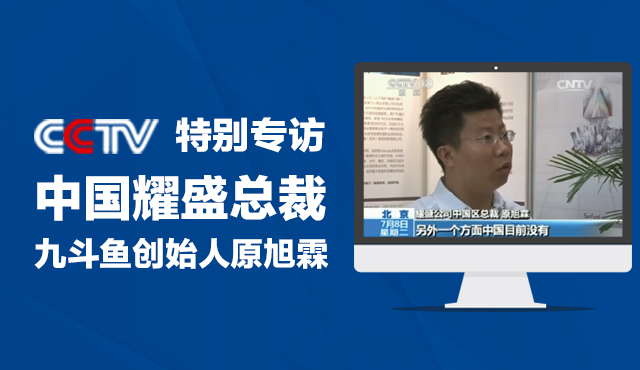 CCTV 特别专访
中国耀盛总裁
九斗鱼创始人原旭霖
CCTV
CNTV
北京
7月8日
星期二
耀盛公司中国区总裁 原旭霖
另外一个方面中国目前没有